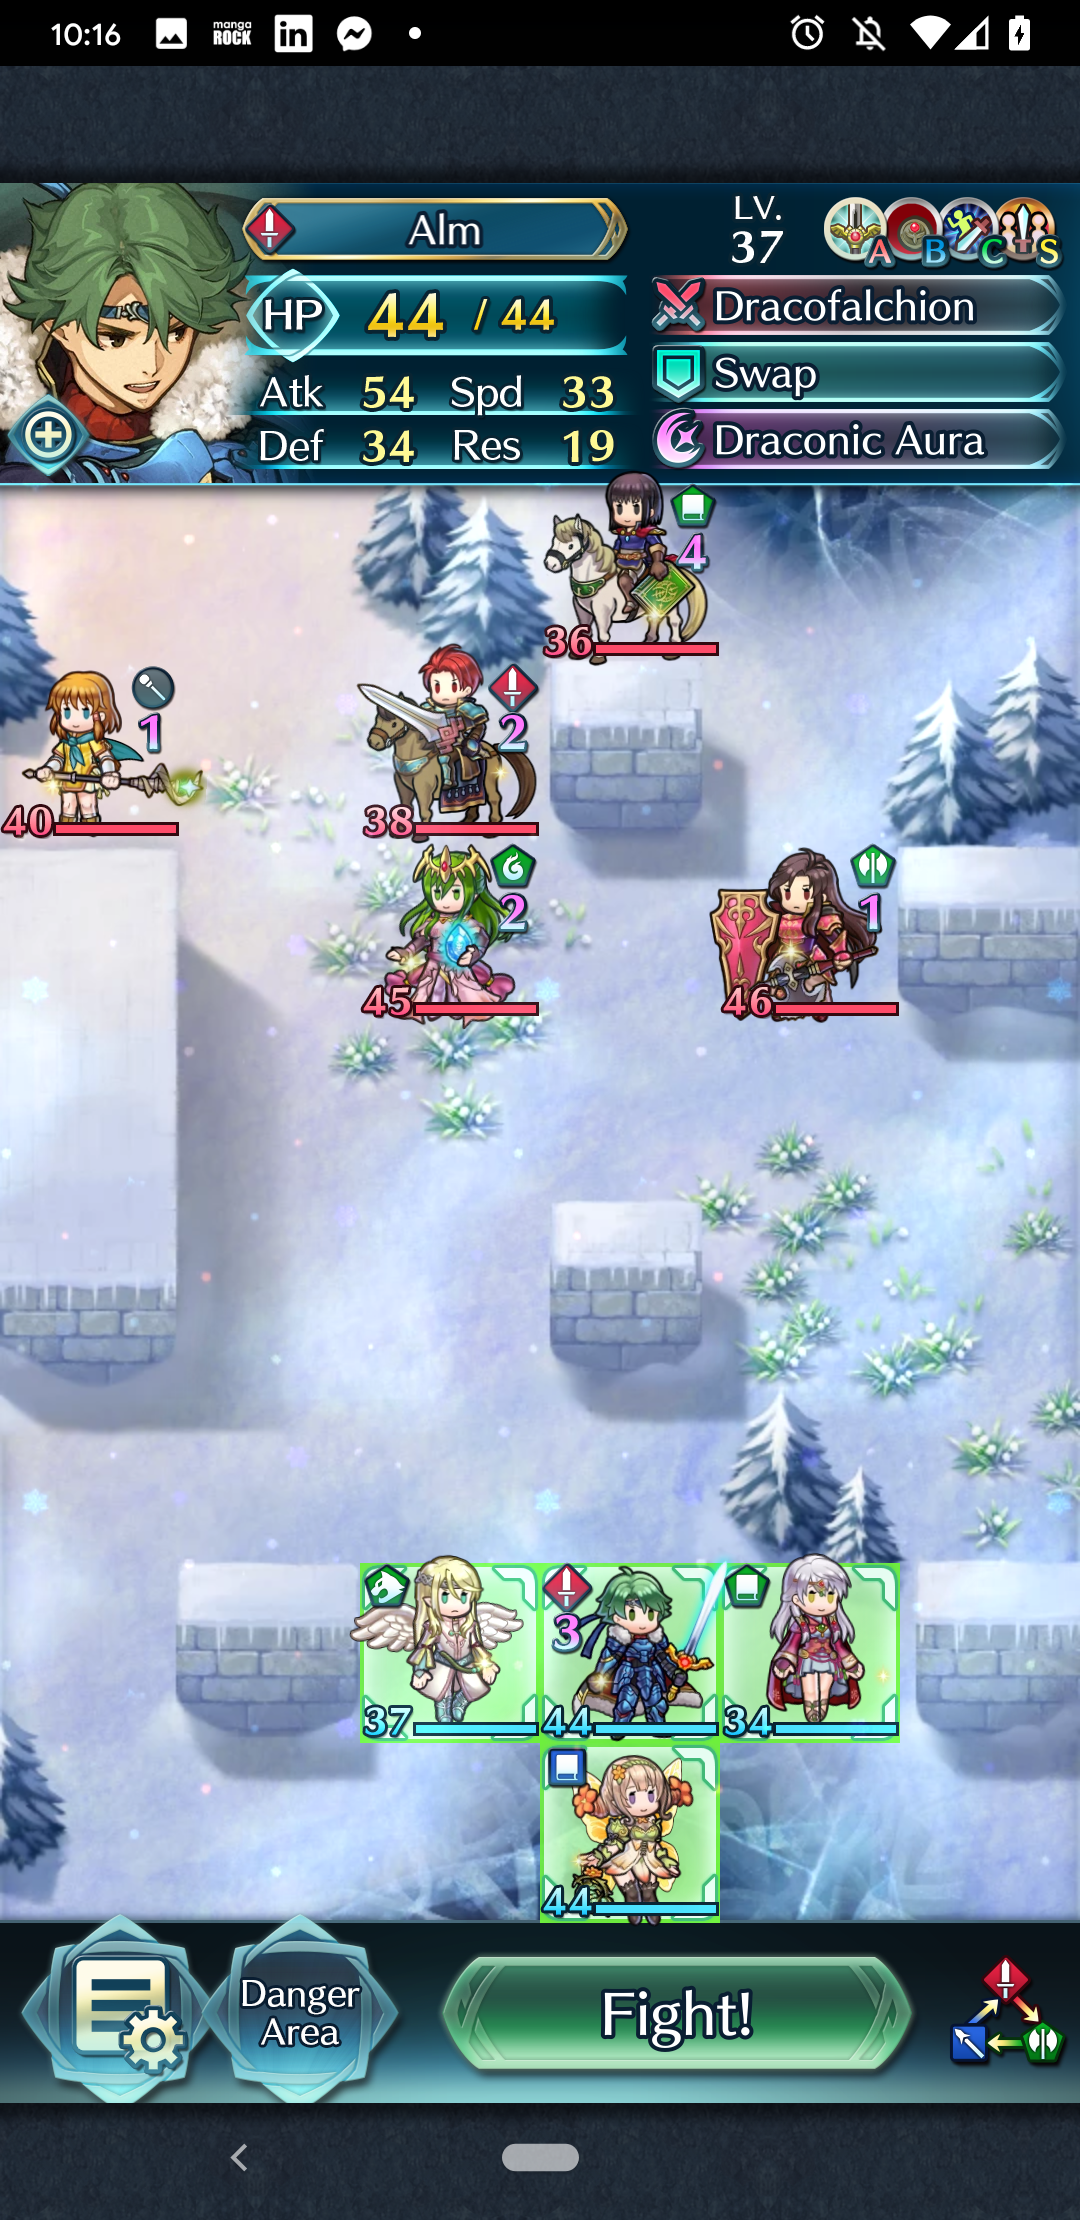 10:16 manga ROCK in
Alm
LV. 37
A B C S
HP 44 / 44
Atk 54 Spd 33
Def 34 Res 19
Dracofalchion
Swap
Draconic Aura
4
36
1
2
40
38
2
1
45
46
3
37 44 34
44
Danger Area
Fight!